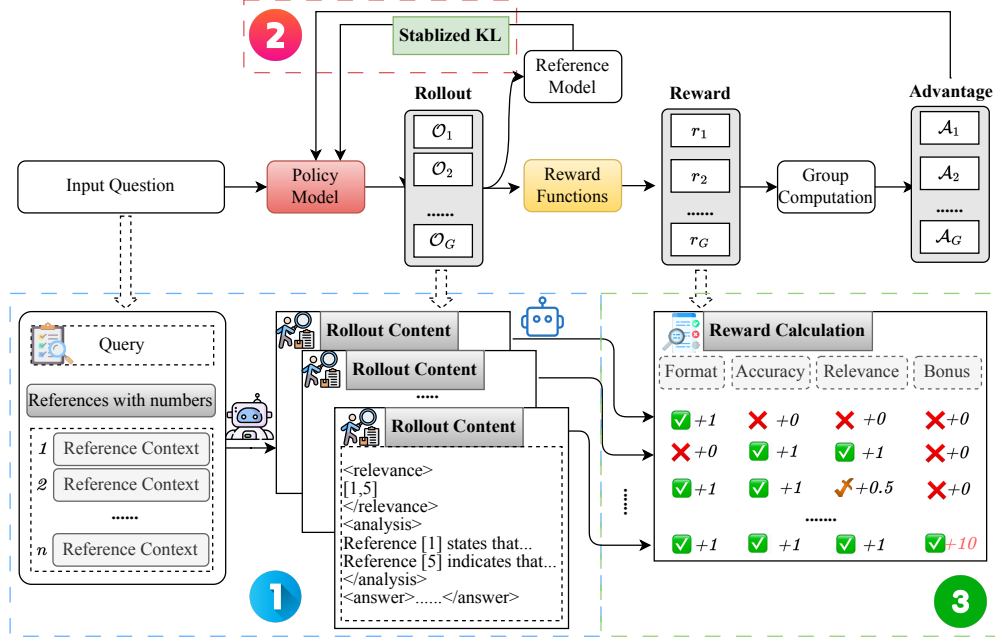 2
Stablized KL
Reference
Model
Rollout
Reward
Advantage
Input Question
Policy
Model
𝒪1
𝒪2
......
𝒪G
Reward
Functions
r1
r2
......
rG
Group
Computation
𝒜1
𝒜2
......
𝒜G
Query
References with numbers
1 Reference Context
2 Reference Context
......
n Reference Context
Rollout Content
Rollout Content
.....
Rollout Content
<relevance>
[1,5]
</relevance>
<analysis>
Reference [1] states that...
Reference [5] indicates that...
</analysis>
<answer>......</answer>
1
......
Reward Calculation
Format Accuracy Relevance Bonus
+1 +0 +0 +0
+0 +1 +1 +0
+1 +1 +0.5 +0
.......
+1 +1 +1 +10
3